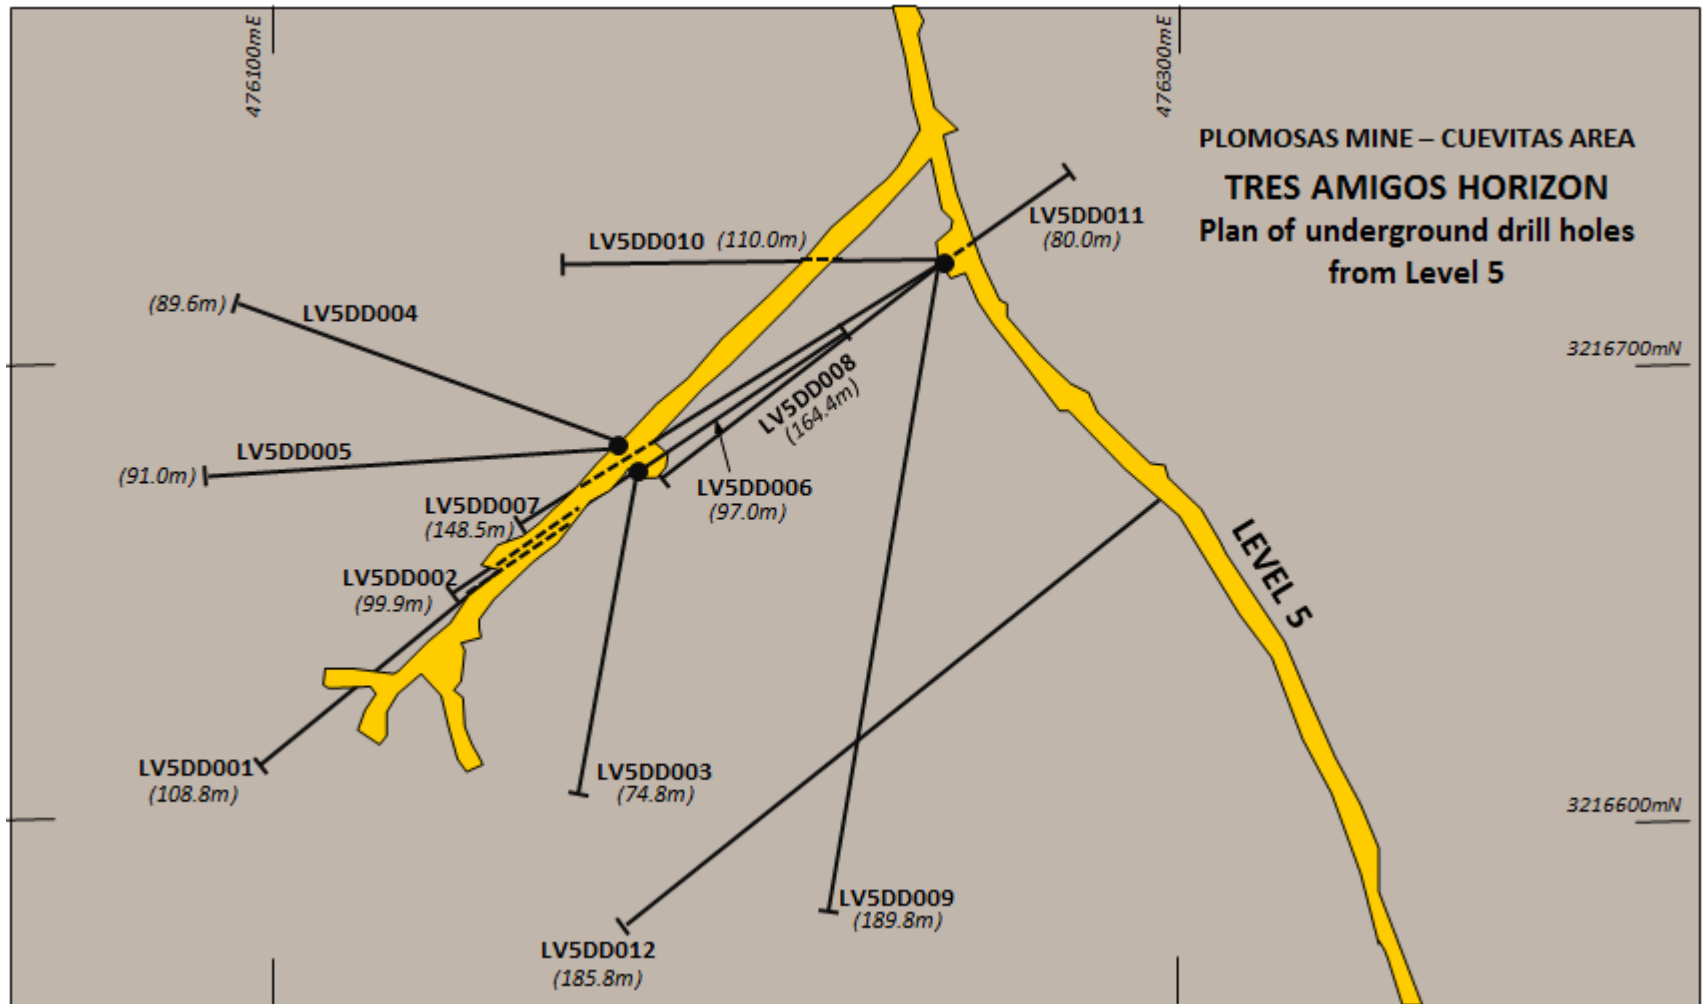 476100mE
476300mE
PLOMOSAS MINE – CUEVITAS AREA
TRES AMIGOS HORIZON
Plan of underground drill holes
from Level 5
LV5DD011
(80.0m)
LV5DD010 (110.0m)
(89.6m)
LV5DD004
3216700mN
LV5DD008
(164.4m)
LV5DD005
(91.0m)
LV5DD006
(97.0m)
LV5DD007
(148.5m)
LEVEL 5
LV5DD002
(99.9m)
LV5DD001
(108.8m)
LV5DD003
(74.8m)
3216600mN
LV5DD009
(189.8m)
LV5DD012
(185.8m)